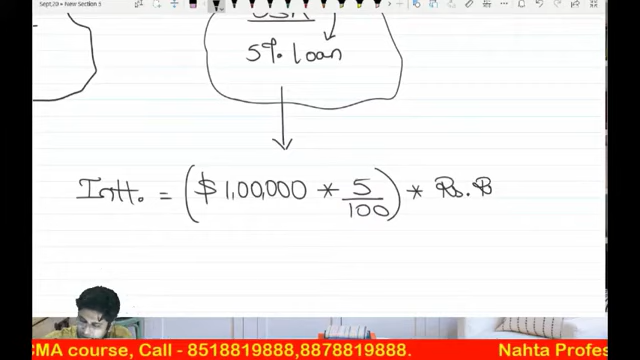 Sept.20 • New Section 3
USA
5% loan
Intt. = ($ 1,00,000 * 5/100) * Rs.
CMA course, Call - 8518819888,8878819888. Nahta Profes